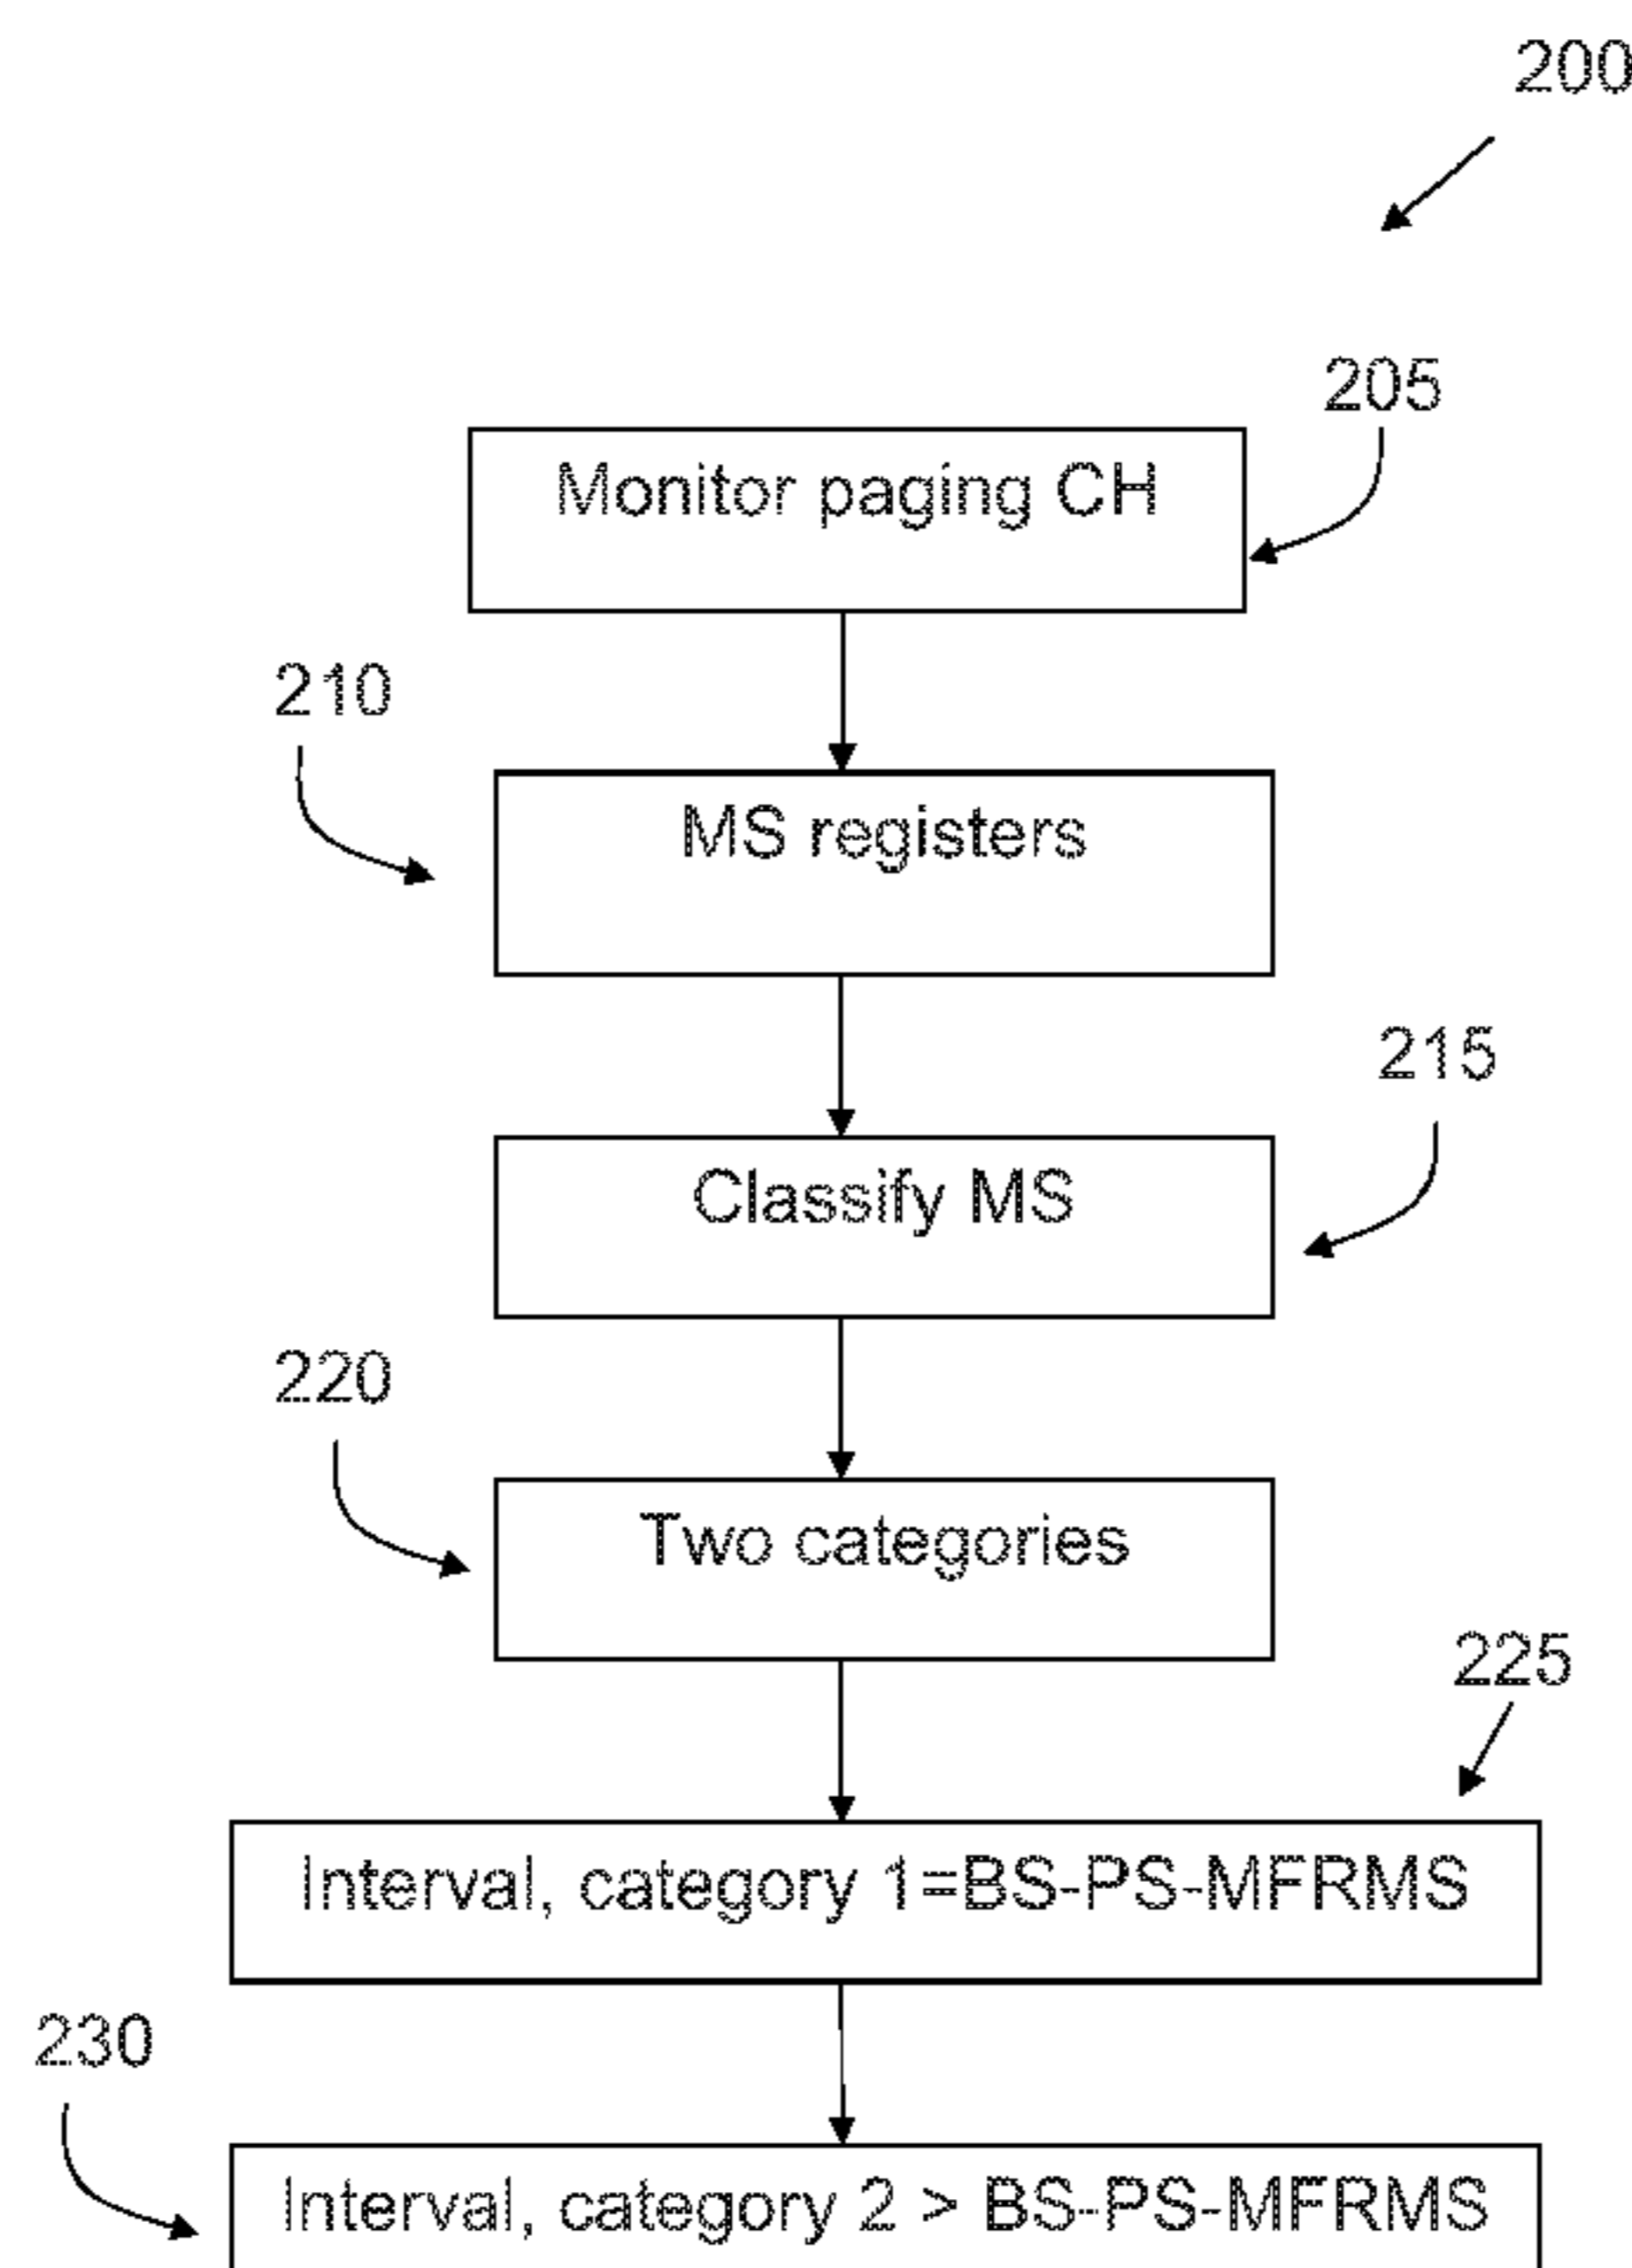 200
205
Monitor paging CH
210
MS registers
215
Classify MS
220
Two categories
225
Interval, category 1=BS-PS-MFRMS
230
Interval, category 2 > BS-PS-MFRMS